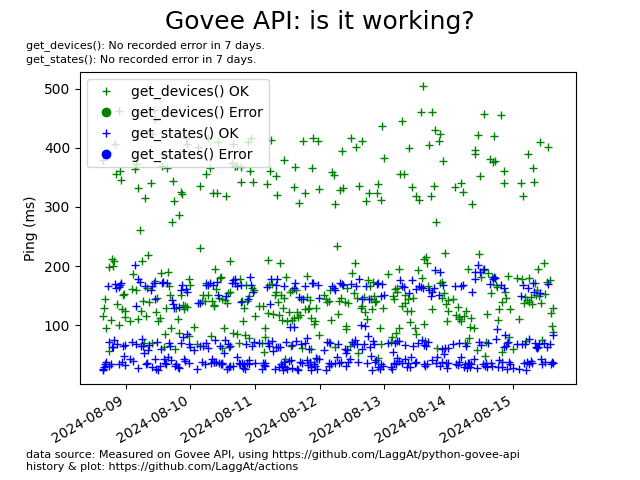 Govee API: is it working?
get_devices(): No recorded error in 7 days.
get_states(): No recorded error in 7 days.
get_devices() OK
get_devices() Error
get_states() OK
get_states() Error
Ping (ms)
500
400
300
200
100
2024-08-09
2024-08-10
2024-08-11
2024-08-12
2024-08-13
2024-08-14
2024-08-15
data source: Measured on Govee API, using https://github.com/LaggAt/python-govee-api
history & plot: https://github.com/LaggAt/actions